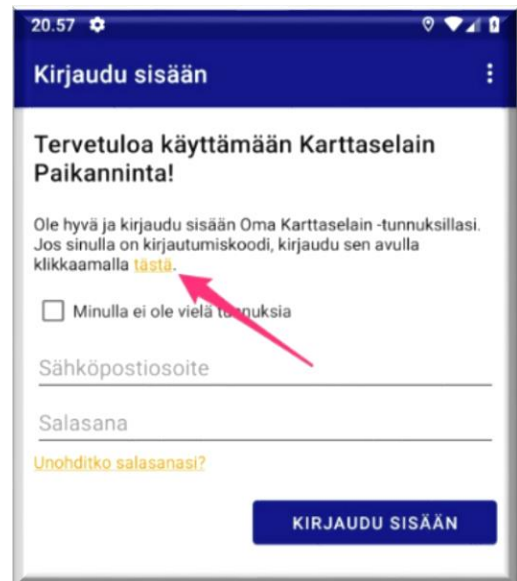 20.57
Kirjaudu sisään
Tervetuloa käyttämään Karttaselain
Paikanninta!
Ole hyvä ja kirjaudu sisään Oma Karttaselain -tunnuksillasi.
Jos sinulla on kirjautumiskoodi, kirjaudu sen avulla
klikkaamalla tästä.
Minulla ei ole vielä tunnuksia
Sähköpostiosoite
Salasana
Unohditko salasanasi?
KIRJAUDU SISÄÄN